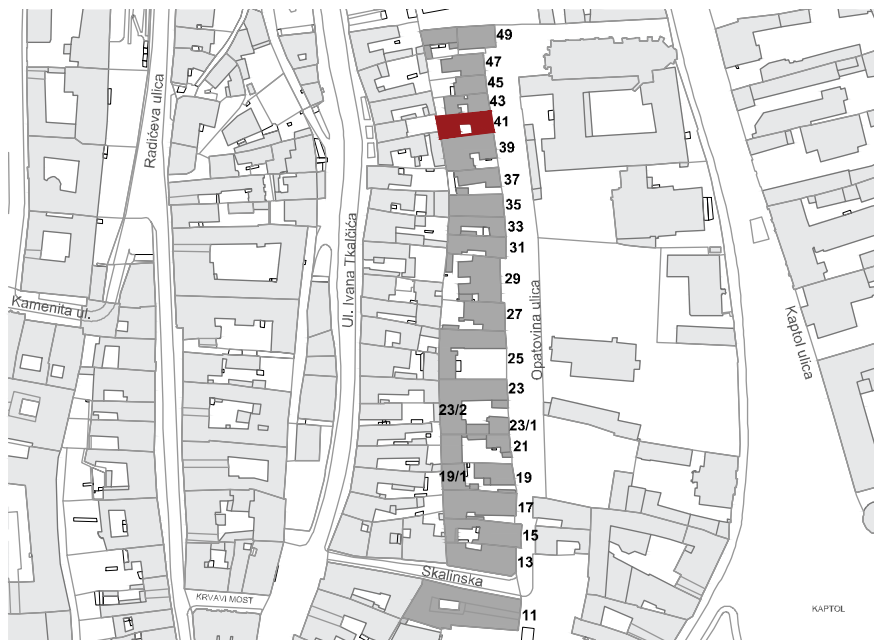 49
47
45
43
41
39
37
35
33
31
29
27
25
23
23/2
23/1
21
19/1
19
17
15
13
11
Radićeva ulica
Kamenita ul.
Ul. Ivana Tkalčića
Opatovina ulica
Kaptol ulica
Skalinska
KRVAVI MOST
KAPTOL